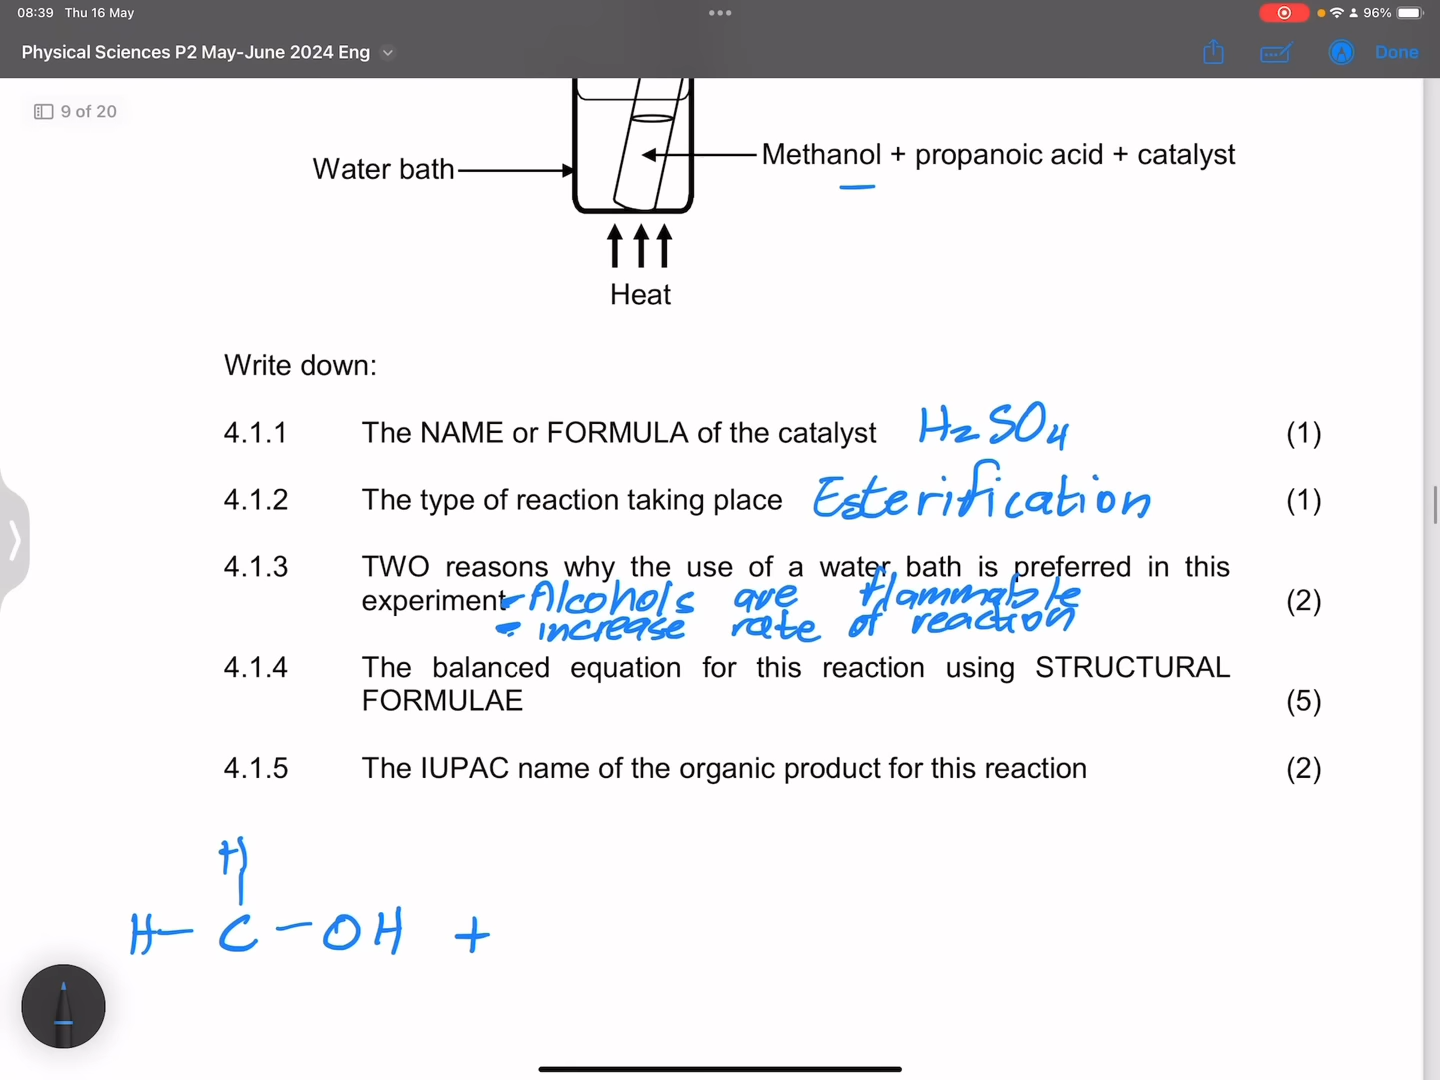 08:39 Thu 16 May
96%
Physical Sciences P2 May-June 2024 Eng
Done
9 of 20
Methanol + propanoic acid + catalyst
Water bath
Heat
Write down:
4.1.1 The NAME or FORMULA of the catalyst H2SO4 (1)
4.1.2 The type of reaction taking place Esterification (1)
4.1.3 TWO reasons why the use of a water bath is preferred in this
experiment - Alcohols are flammable (2)
- increase rate of reaction
4.1.4 The balanced equation for this reaction using STRUCTURAL
FORMULAE (5)
4.1.5 The IUPAC name of the organic product for this reaction (2)
H
H - C - OH +